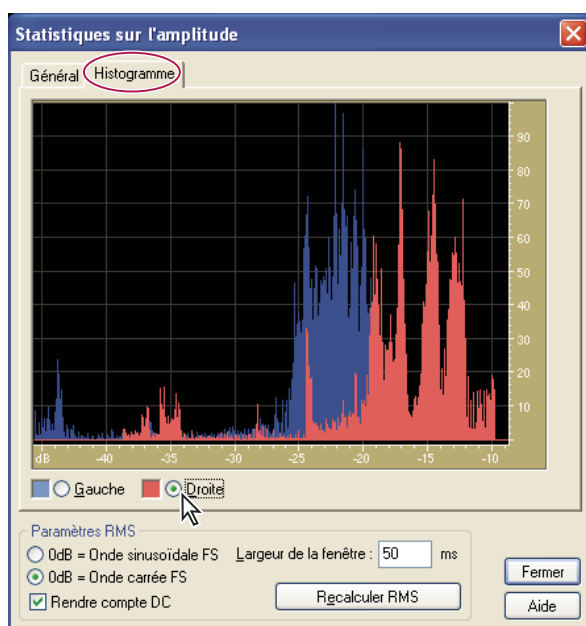 Statistiques sur l'amplitude
Général Histogramme
90
80
70
60
50
40
30
20
10
dB -40 -35 -30 -25 -20 -15 -10
Gauche Droite
Paramètres RMS
0dB = Onde sinusoïdale FS Largeur de la fenêtre : 50 ms
0dB = Onde carrée FS
Rendre compte DC Recalculer RMS
Fermer
Aide